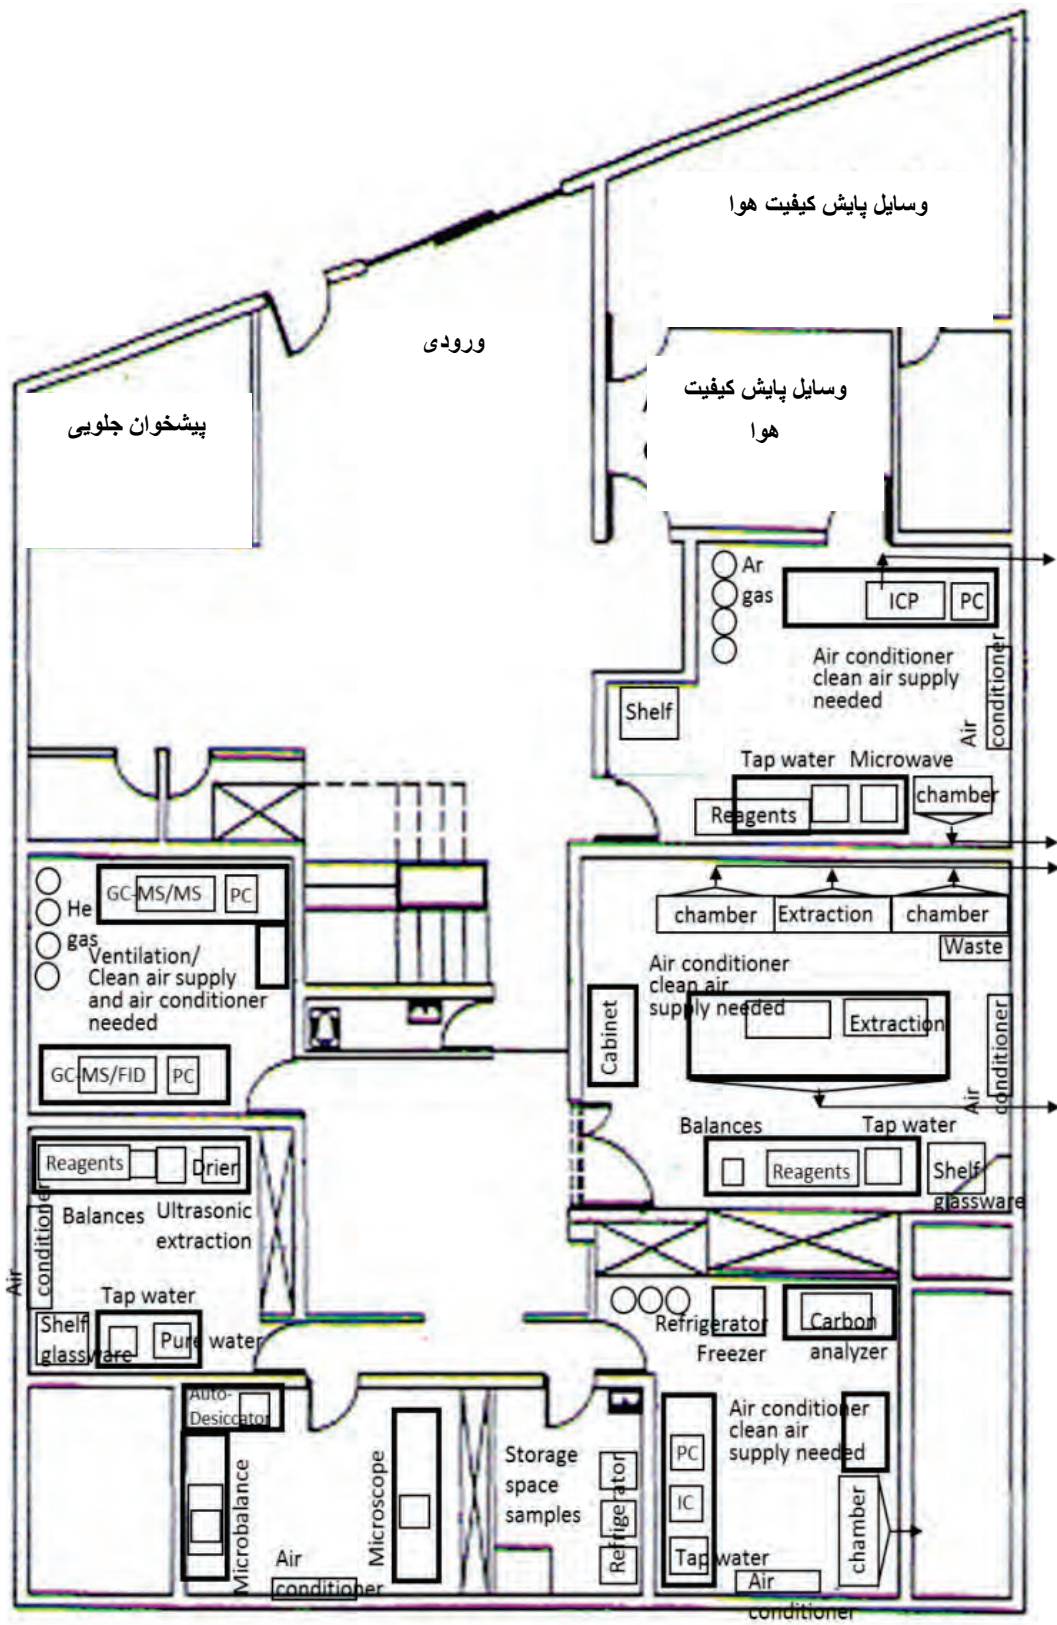 وسایل پایش کیفیت هوا
ورودی
وسایل پایش کیفیت
هوا
پیشخوان جلویی
Ar
gas
ICP
PC
Air conditioner
clean air supply
needed
Air
conditioner
Shelf
Tap water
Microwave
Reagents
chamber
GC-MS/MS
PC
He
gas
Ventilation/
Clean air supply
and air conditioner
needed
GC-MS/FID
PC
chamber
Extraction
chamber
Waste
Air conditioner
clean air
supply needed
Extraction
Cabinet
Air
conditioner
Balances
Tap water
Reagents
Shelf
glassware
Reagents
Drier
Balances
Ultrasonic
extraction
Air
conditioner
Tap water
Shelf
glassware
Pure water
Refrigerator
Freezer
Carbon
analyzer
Auto-
Desiccator
Microbalance
Air
conditioner
Microscope
Storage
space
samples
Refrigerator
PC
IC
Tap water
Air conditioner
clean air
supply needed
chamber
Air
conditioner